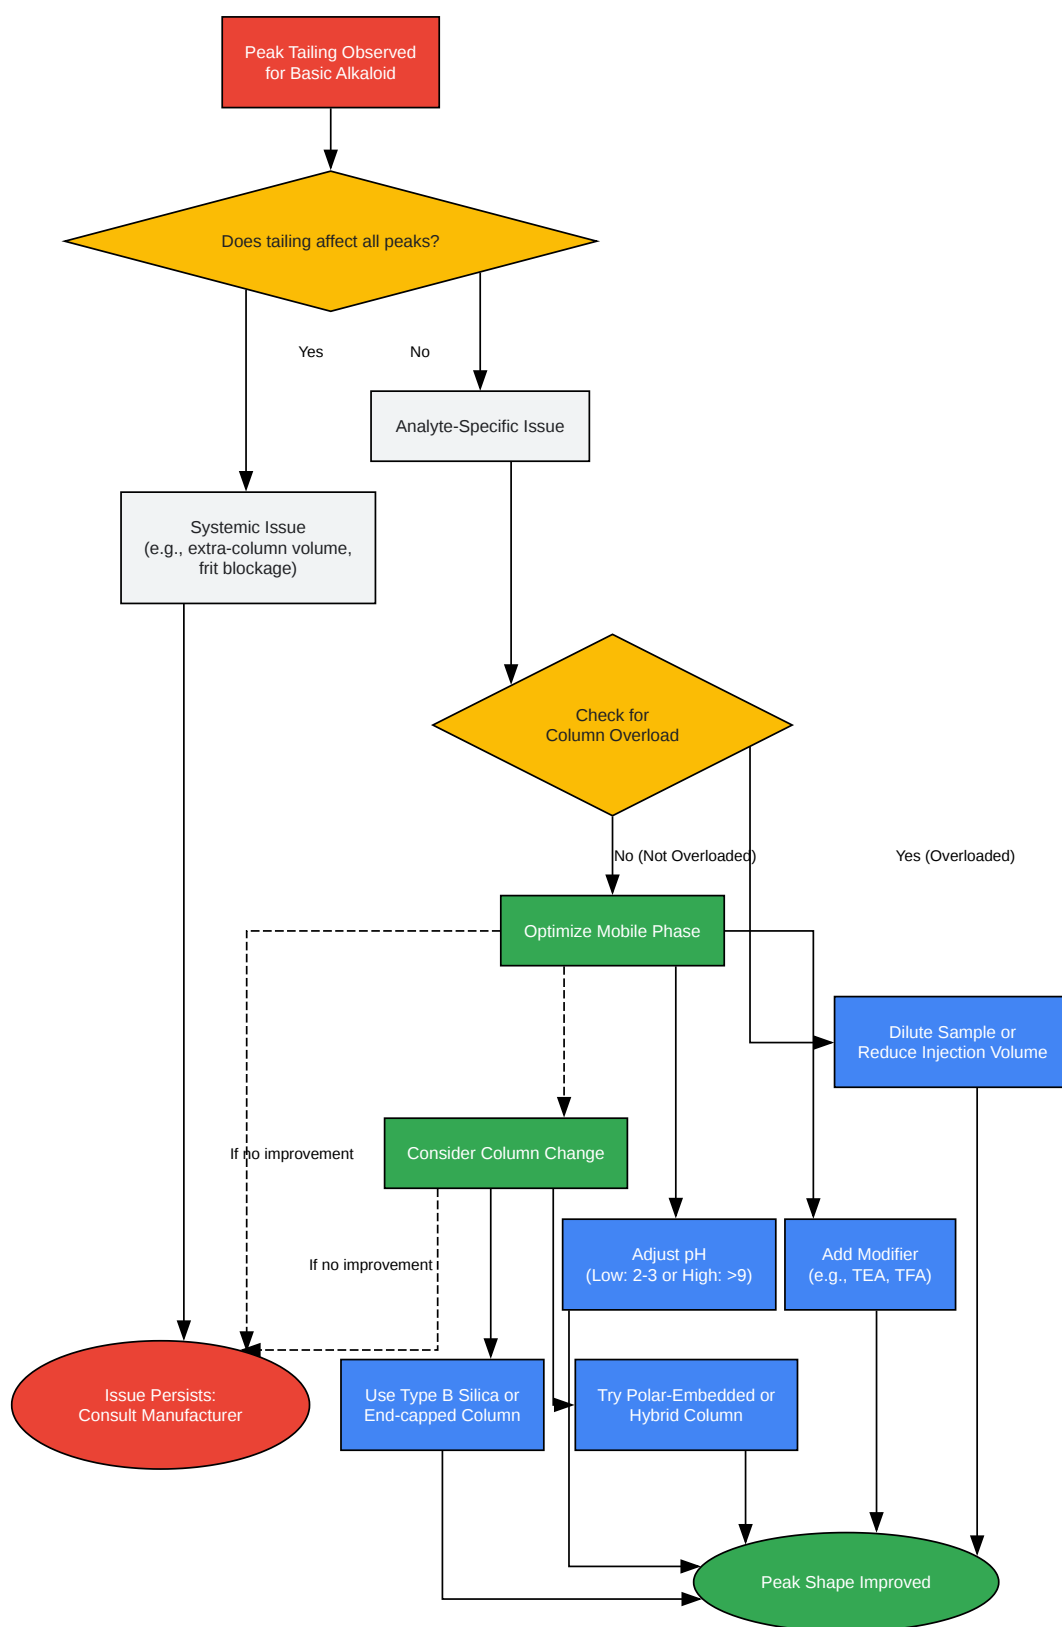 Peak Tailing Observed
for Basic Alkaloid
Does tailing affect all peaks?
Yes
No
Analyte-Specific Issue
Systemic Issue
(e.g., extra-column volume,
frit blockage)
Check for
Column Overload
No (Not Overloaded)
Yes (Overloaded)
Optimize Mobile Phase
Dilute Sample or
Reduce Injection Volume
If no improvement
Consider Column Change
If no improvement
Adjust pH
(Low: 2-3 or High: >9)
Add Modifier
(e.g., TEA, TFA)
Issue Persists:
Consult Manufacturer
Use Type B Silica or
End-capped Column
Try Polar-Embedded or
Hybrid Column
Peak Shape Improved